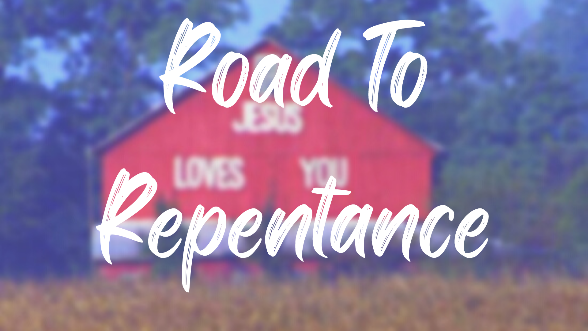 Road To
JESUS
LOVES YOU
Repentance